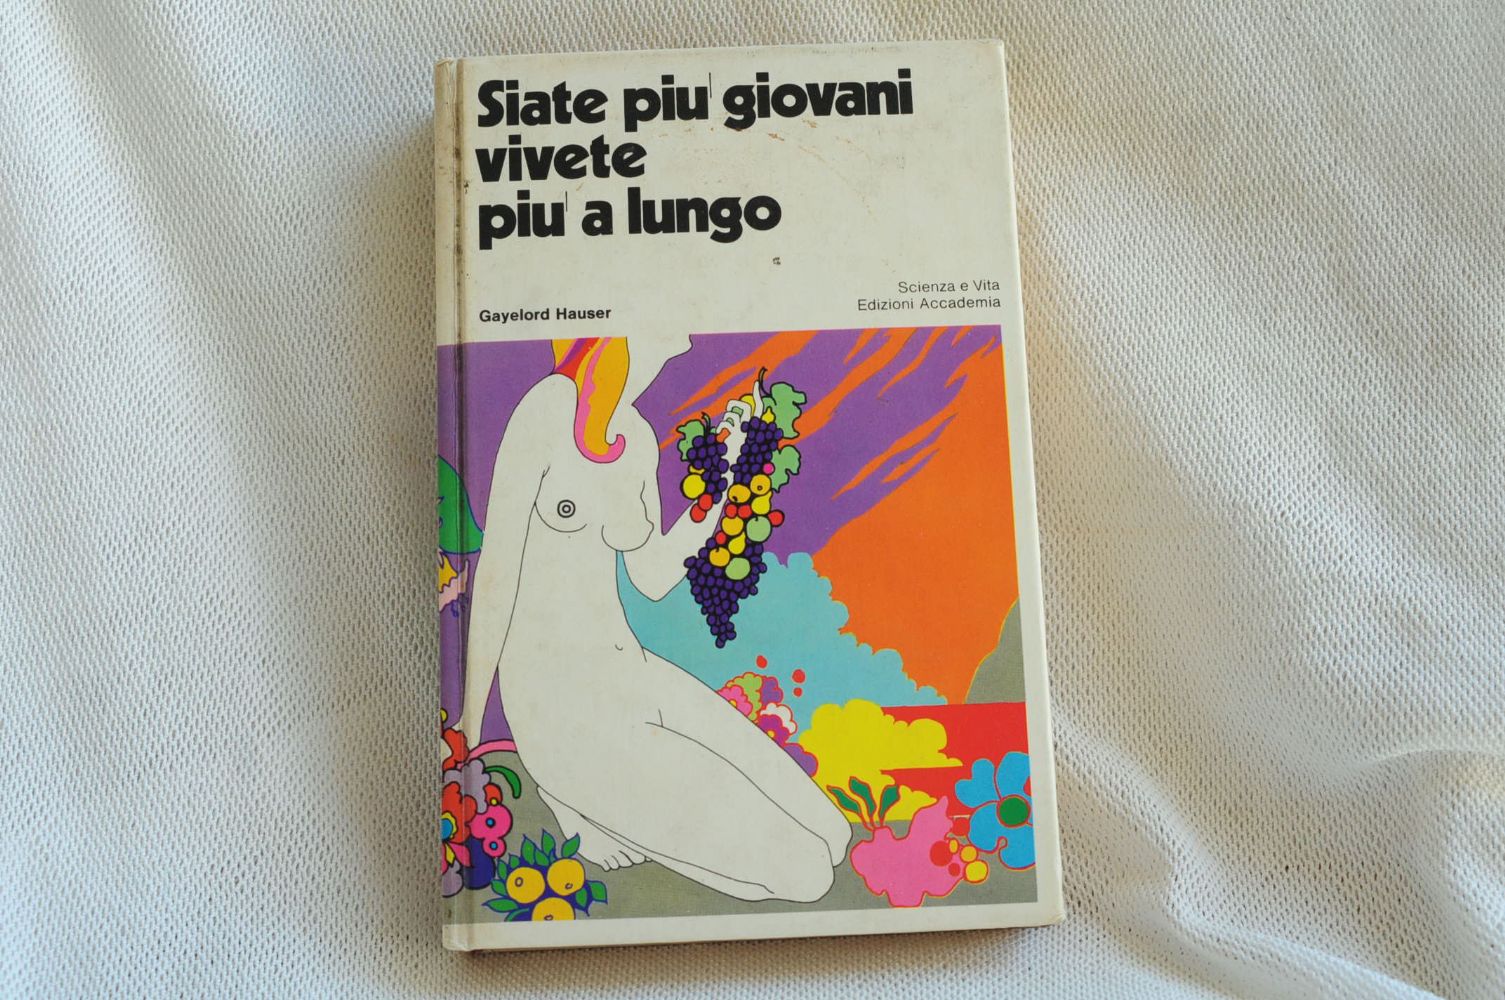 Siate piu' giovani
vivete
piu' a lungo
Scienza e Vita
Edizioni Accademia
Gayelord Hauser